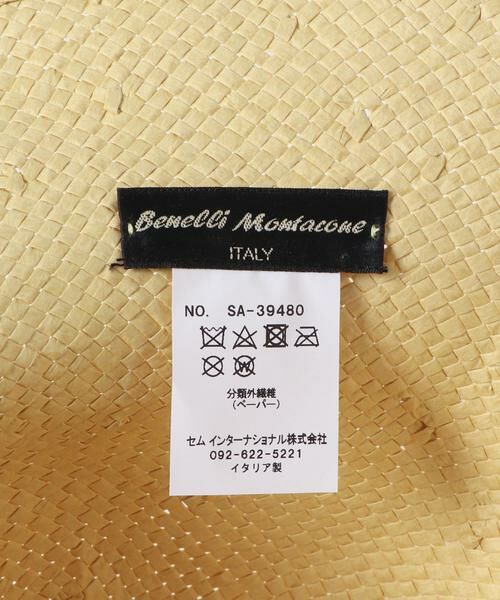 Benelli Montacone
ITALY
NO. SA-39480
分類外繊維
(ペーパー)
セム インターナショナル株式会社
092-622-5221
イタリア製